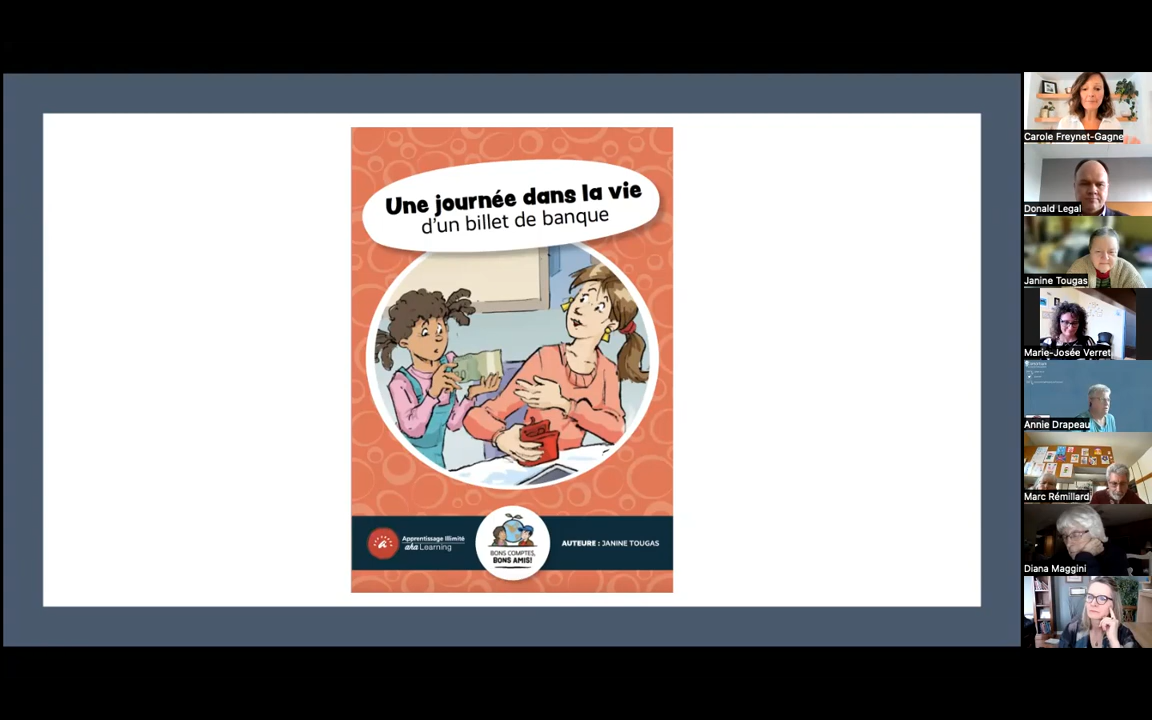 Une journée dans la vie
d'un billet de banque
Apprentissage Illimité
aha Learning
BONS COMPTES,
BONS AMIS!
AUTEURE : JANINE TOUGAS
Carole Freynet-Gagne
Donald Legal
Janine Tougas
Marie-Josée Verret
Annie Drapeau
Marc Rémillard
Diana Maggini